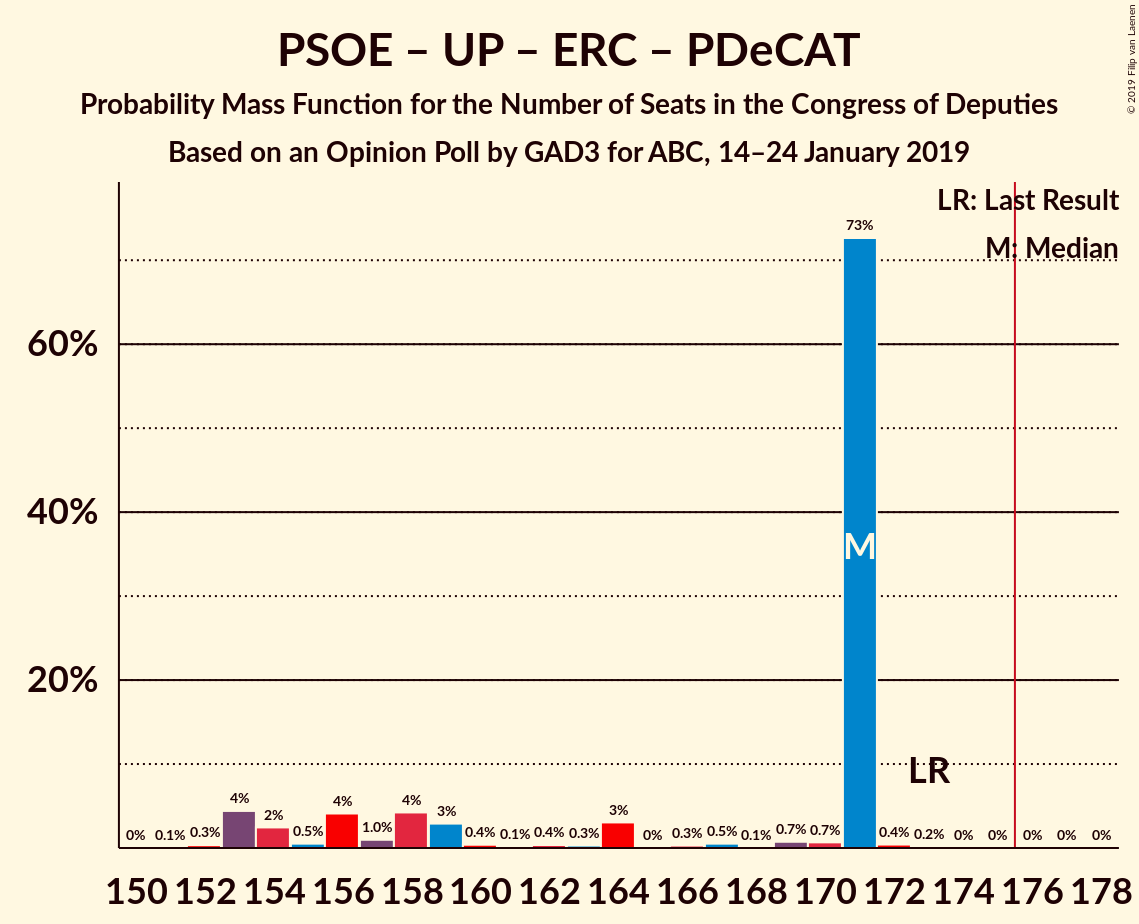 PSOE – UP – ERC – PDeCAT
Probability Mass Function for the Number of Seats in the Congress of Deputies
Based on an Opinion Poll by GAD3 for ABC, 14–24 January 2019
© 2019 Filip van Laenen
LR: Last Result
M: Median
73%
60%
40%
20%
M
LR
0% 0.1% 0.3% 4% 2% 0.5% 4% 1.0% 4% 3% 0.4% 0.1% 0.4% 0.3% 3% 0% 0.3% 0.5% 0.1% 0.7% 0.7% 0.4% 0.2% 0% 0% 0% 0% 0%
150 152 154 156 158 160 162 164 166 168 170 172 174 176 178